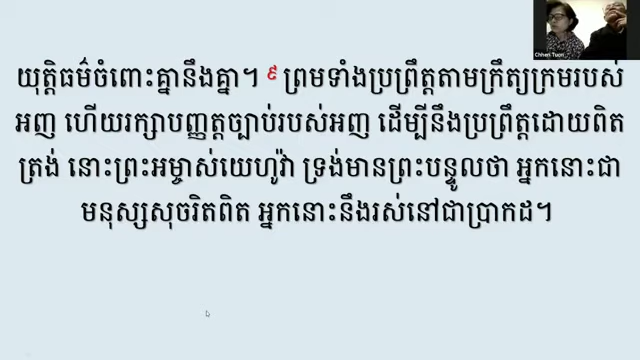 Chhen Tuon
យុត្តិធម៌ចំពោះគ្នានឹងគ្នា។ ៩ ព្រមទាំងប្រព្រឹត្តតាមក្រឹត្យក្រមរបស់
អញ ហើយរក្សាបញ្ញត្តច្បាប់របស់អញ ដើម្បីនឹងប្រព្រឹត្តដោយពិត
ត្រង់ នោះព្រះអម្ចាស់យេហូវ៉ា ទ្រង់មានព្រះបន្ទូលថា អ្នកនោះជា
មនុស្សសុចរិតពិត អ្នកនោះនឹងរស់នៅជាប្រាកដ។